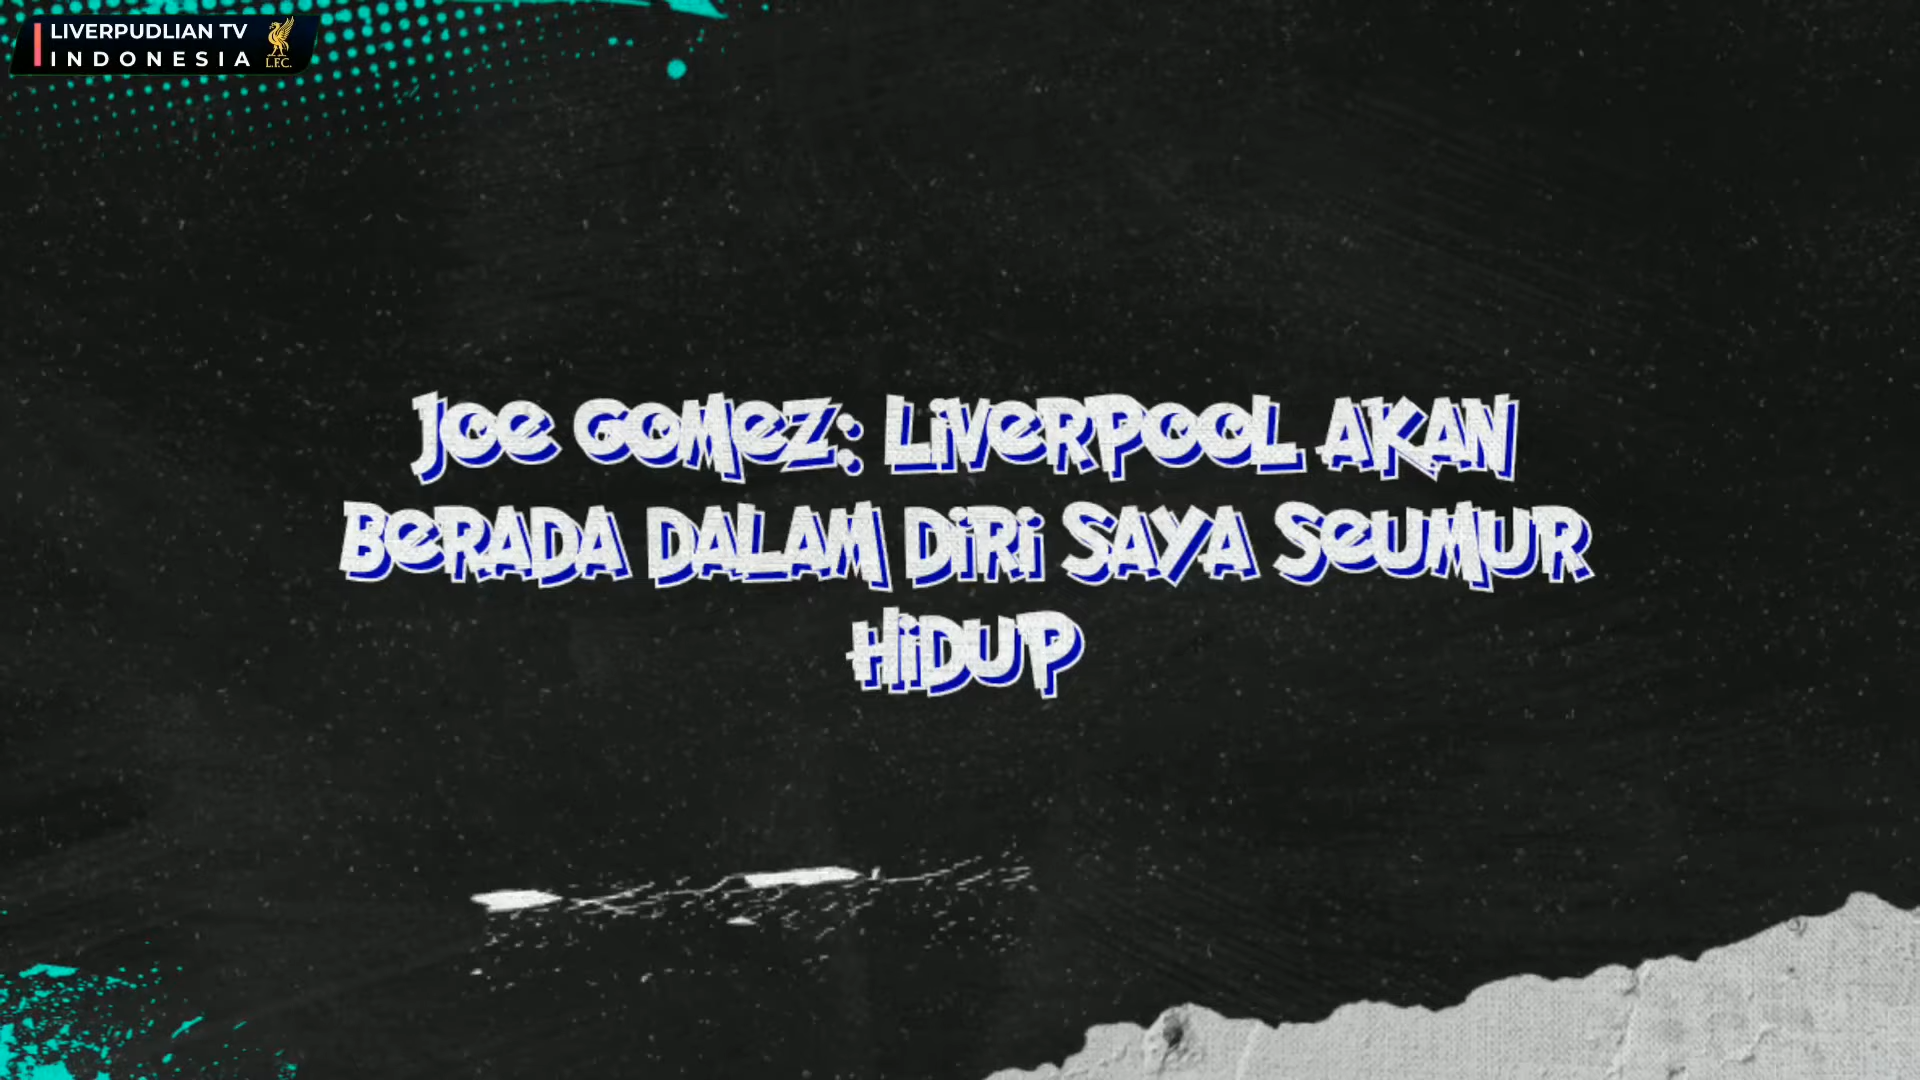 LIVERPUDLIAN TV
INDONESIA
L.F.C.
JOE GOMEZ: LIVERPOOL AKAN
BERADA DALAM DIRI SAYA SEUMUR
HIDUP